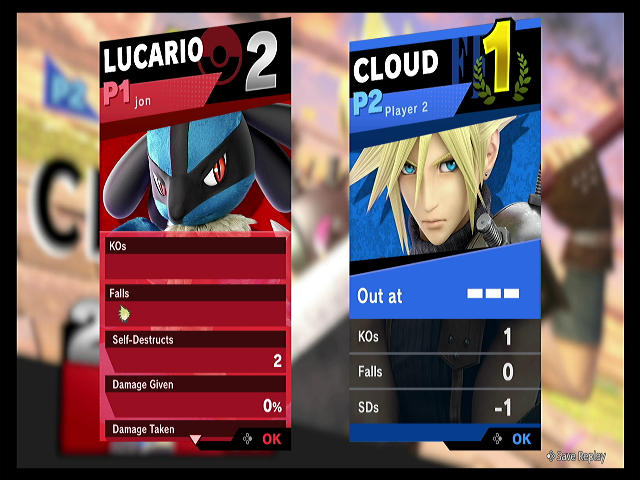 LUCARIO 2
P1 jon
KOs
Falls
Self-Destructs
2
Damage Given
0%
Damage Taken
OK
CLOUD 1
P2 Player 2
Out at ---
KOs 1
Falls 0
SDs -1
OK
Save Replay
P2